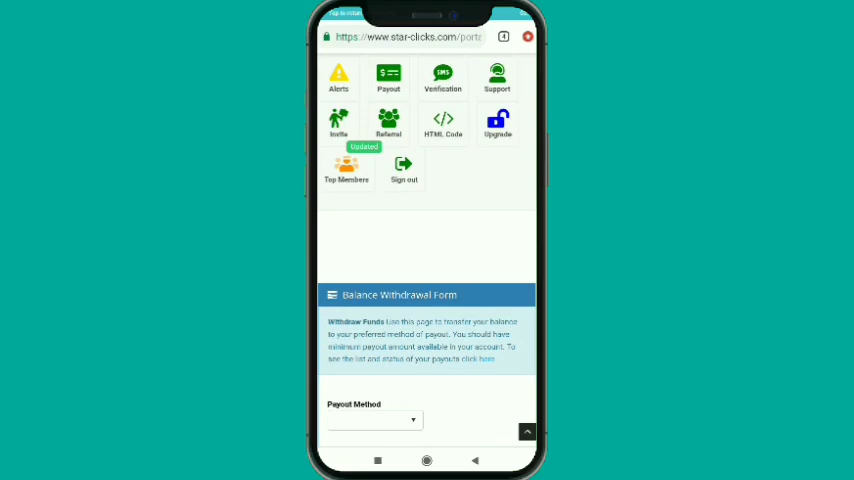 https://www.star-clicks.com/porta
4
Alerts
Payout
SMS
Verification
Support
Invite
Referral
HTML Code
Upgrade
Updated
Top Members
Sign out
Balance Withdrawal Form
Withdraw Funds Use this page to transfer your balance
to your preferred method of payout. You should have
minimum payout amount available in your account. To
see the list and status of your payouts click here
Payout Method